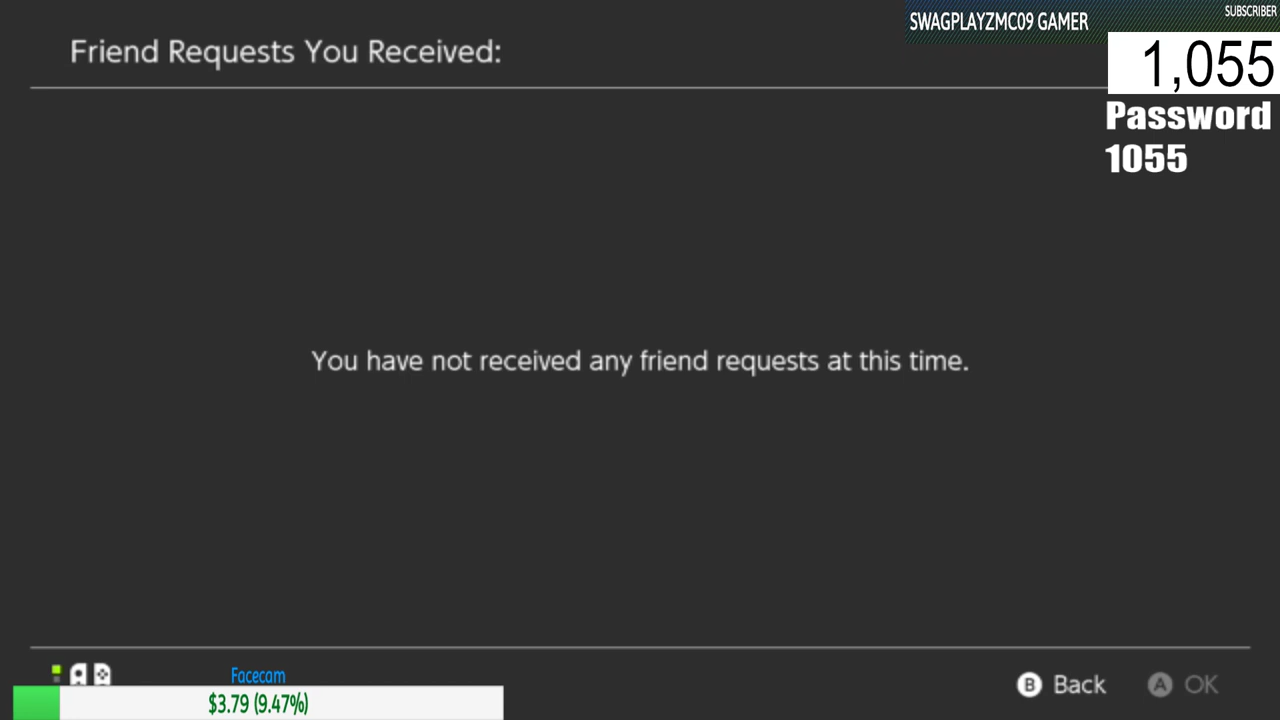 Friend Requests You Received:
SWAGPLAYZMC09 GAMER
SUBSCRIBER
1,055
Password
1055
You have not received any friend requests at this time.
Facecam
$3.79 (9.47%)
B Back
A OK